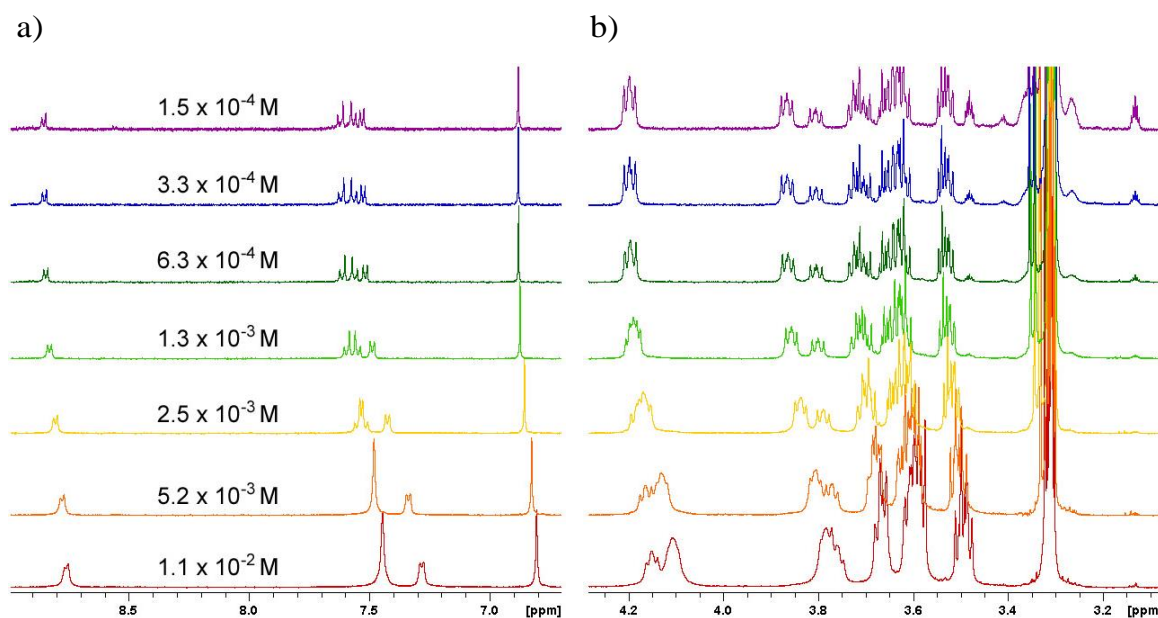 a)
b)
1.5 x 10⁻⁴ M
3.3 x 10⁻⁴ M
6.3 x 10⁻⁴ M
1.3 x 10⁻³ M
2.5 x 10⁻³ M
5.2 x 10⁻³ M
1.1 x 10⁻² M
8.5 8.0 7.5 7.0 [ppm]
4.2 4.0 3.8 3.6 3.4 3.2 [ppm